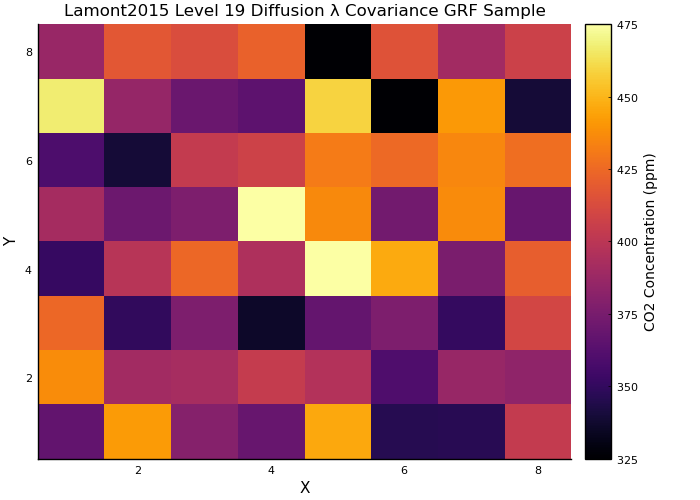 Lamont2015 Level 19 Diffusion λ Covariance GRF Sample
8
6
4
2
Y
2 4 6 8
X
475
450
425
400
375
350
325
CO2 Concentration (ppm)